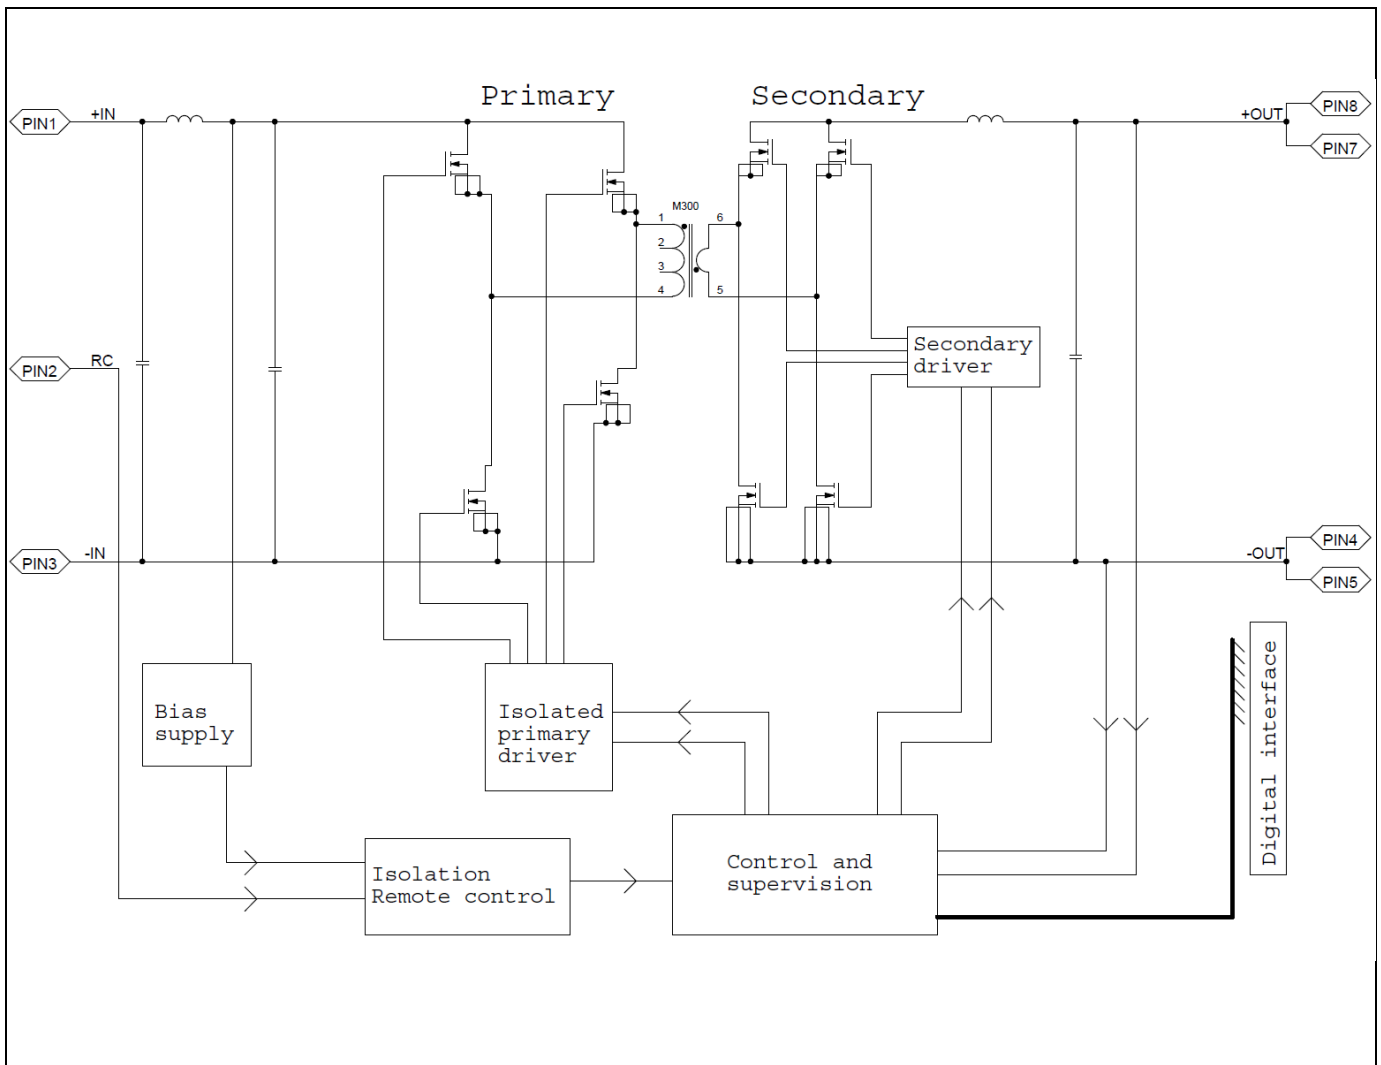 Primary
Secondary
PIN1
+IN
+OUT
PIN8
PIN7
M300
1
2
3
4
6
5
PIN2
RC
Secondary
driver
PIN3
-IN
-OUT
PIN4
PIN5
Bias
supply
Isolated
primary
driver
Digital interface
Isolation
Remote control
Control and
supervision